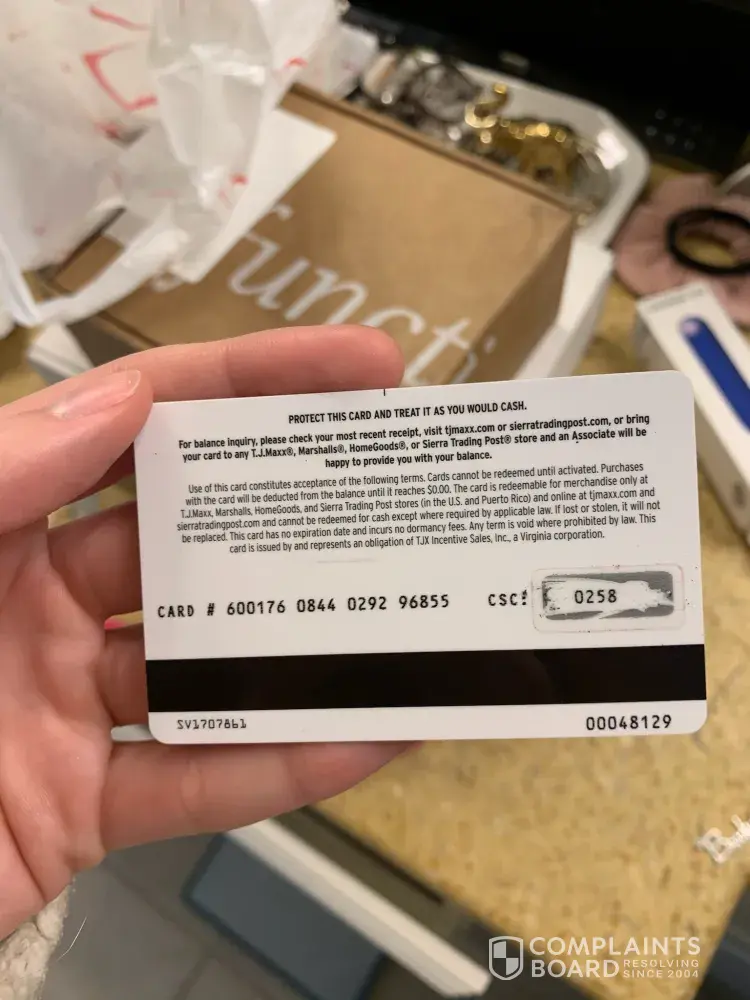 functi
PROTECT THIS CARD AND TREAT IT AS YOU WOULD CASH.
For balance inquiry, please check your most recent receipt, visit tjmaxx.com or sierratradingpost.com, or bring
your card to any T.J.Maxx®, Marshalls®, HomeGoods®, or Sierra Trading Post® store and an Associate will be
happy to provide you with your balance.
Use of this card constitutes acceptance of the following terms. Cards cannot be redeemed until activated. Purchases
with the card will be deducted from the balance until it reaches $0.00. The card is redeemable for merchandise only at
T.J.Maxx, Marshalls, HomeGoods, and Sierra Trading Post stores (in the U.S. and Puerto Rico) and online at tjmaxx.com and
sierratradingpost.com and cannot be redeemed for cash except where required by applicable law. If lost or stolen, it will not
be replaced. This card has no expiration date and incurs no dormancy fees. Any term is void where prohibited by law. This
card is issued by and represents an obligation of TJX Incentive Sales, Inc., a Virginia corporation.
CARD # 600176 0844 0292 96855 CSC: 0258
SV1707861 00048129
COMPLAINTS
BOARD RESOLVING
SINCE 2004